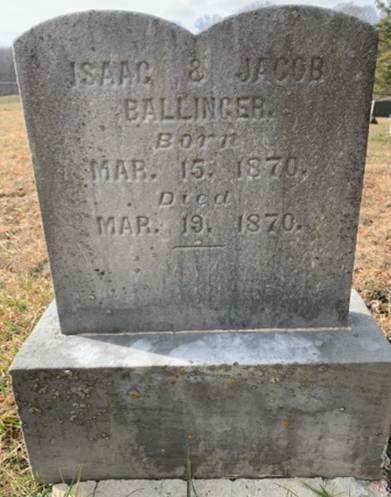 ISAAC & JACOB
BALLINGER.
Born
MAR. 15. 1870.
Died
MAR. 19. 1870.